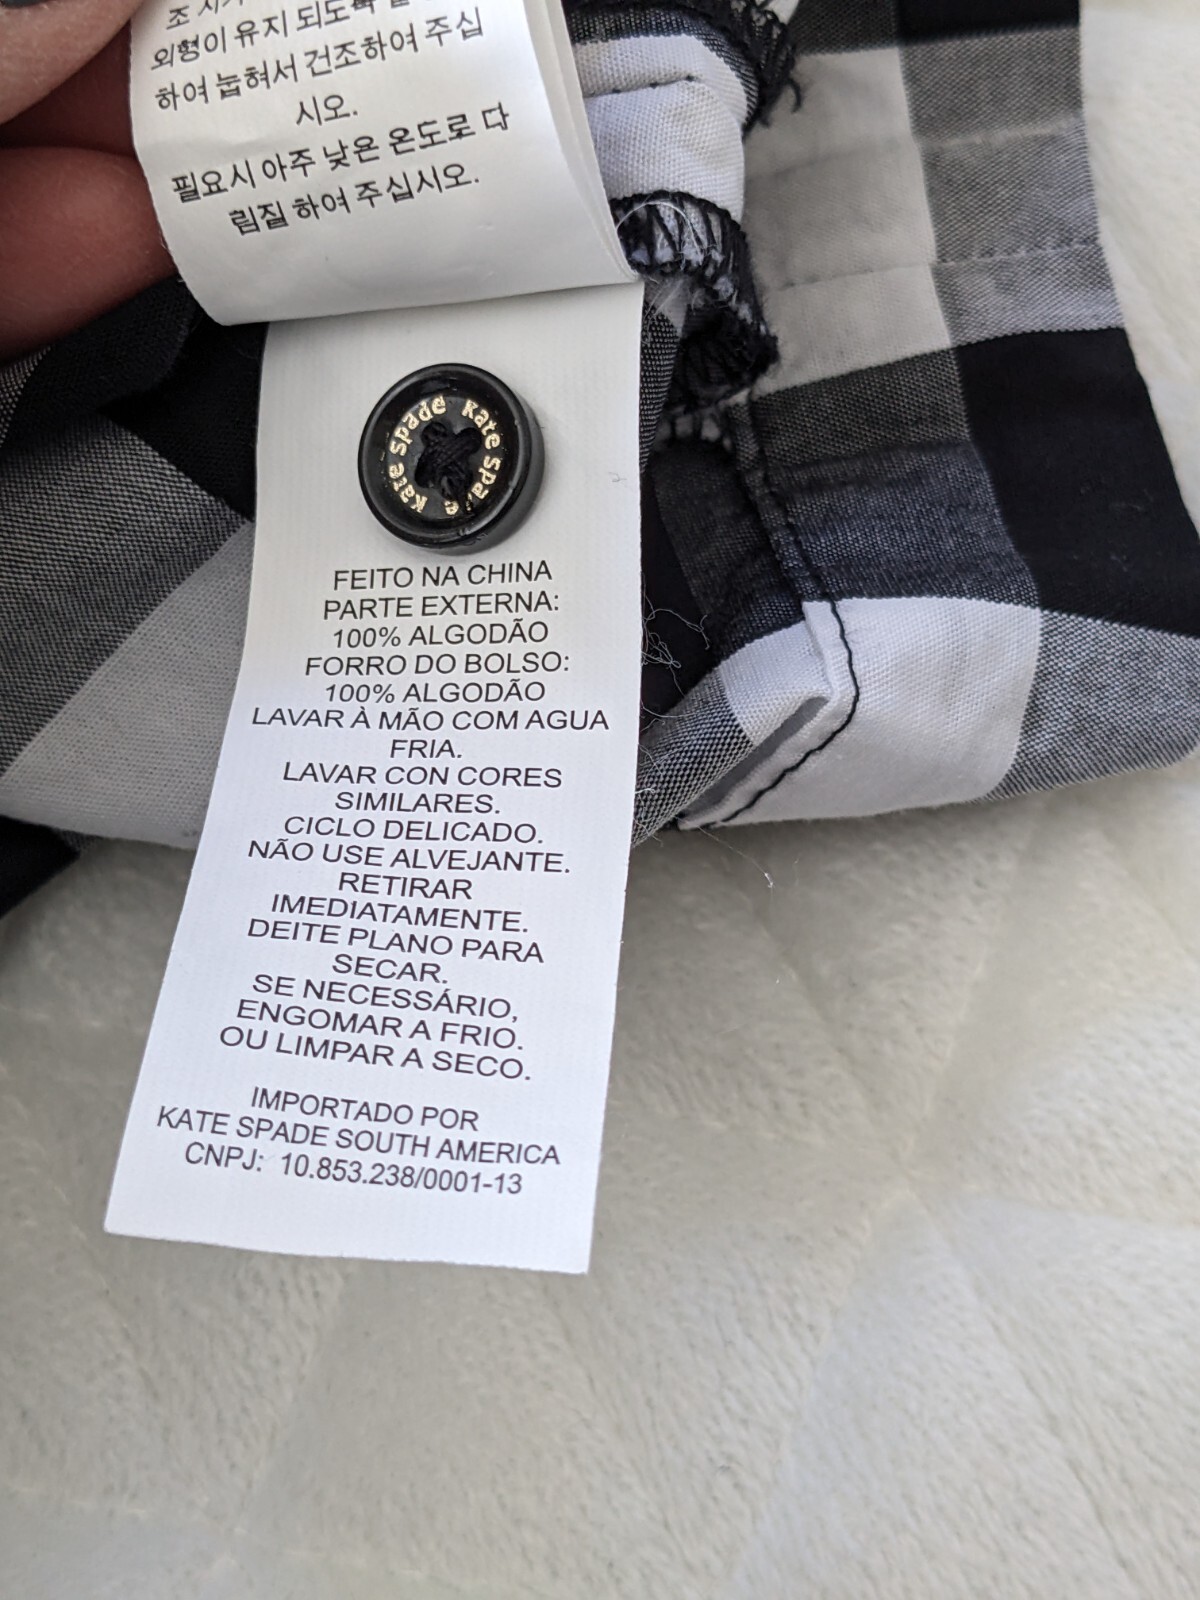 외형이 유지 되도록
하여 눕혀서 건조하여 주십
시오.
필요시 아주 낮은 온도로 다
림질 하여 주십시오.
kate spade kate spade
FEITO NA CHINA
PARTE EXTERNA:
100% ALGODÃO
FORRO DO BOLSO:
100% ALGODÃO
LAVAR À MÃO COM AGUA
FRIA.
LAVAR CON CORES
SIMILARES.
CICLO DELICADO.
NÃO USE ALVEJANTE.
RETIRAR
IMEDIATAMENTE.
DEITE PLANO PARA
SECAR.
SE NECESSÁRIO,
ENGOMAR A FRIO.
OU LIMPAR A SECO.
IMPORTADO POR
KATE SPADE SOUTH AMERICA
CNPJ: 10.853.238/0001-13